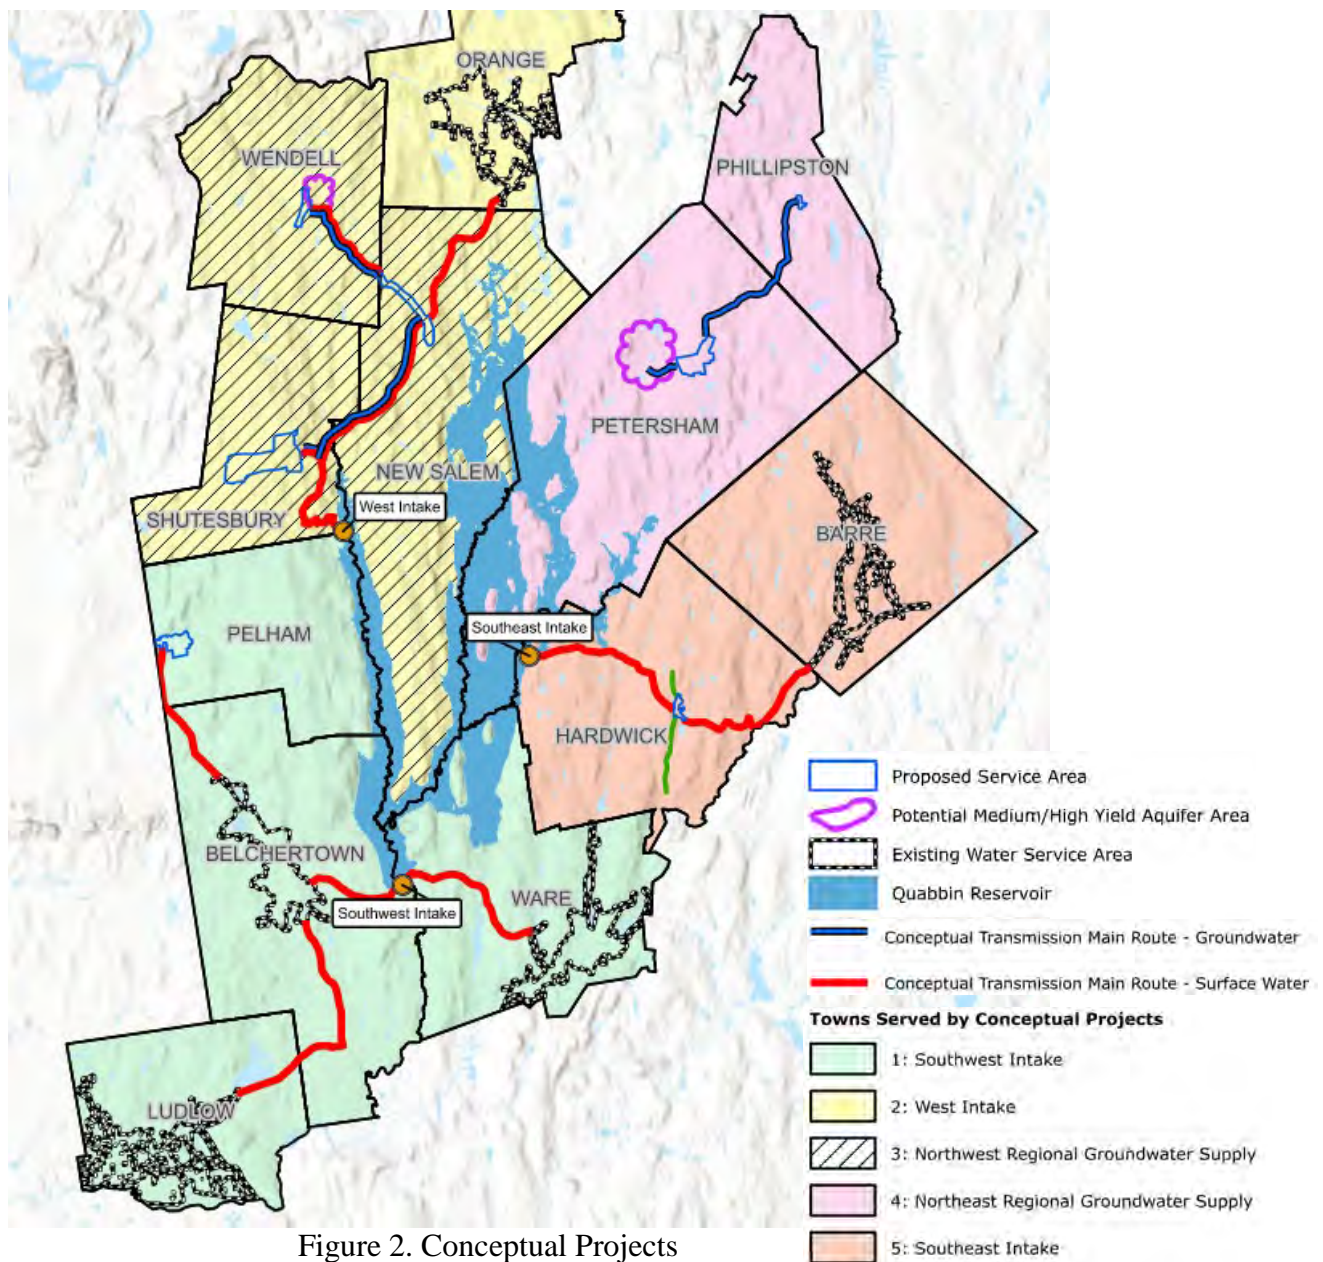 ORANGE
WENDELL
PHILLIPSTON
PETERSHAM
NEW SALEM
West Intake
SHUTESBURY
BARRE
PELHAM
Southeast Intake
HARDWICK
BELCHERTOWN
WARE
Southwest Intake
LUDLOW
Proposed Service Area
Potential Medium/High Yield Aquifer Area
Existing Water Service Area
Quabbin Reservoir
Conceptual Transmission Main Route - Groundwater
Conceptual Transmission Main Route - Surface Water
Towns Served by Conceptual Projects
1: Southwest Intake
2: West Intake
3: Northwest Regional Groundwater Supply
4: Northeast Regional Groundwater Supply
5: Southeast Intake
Figure 2. Conceptual Projects